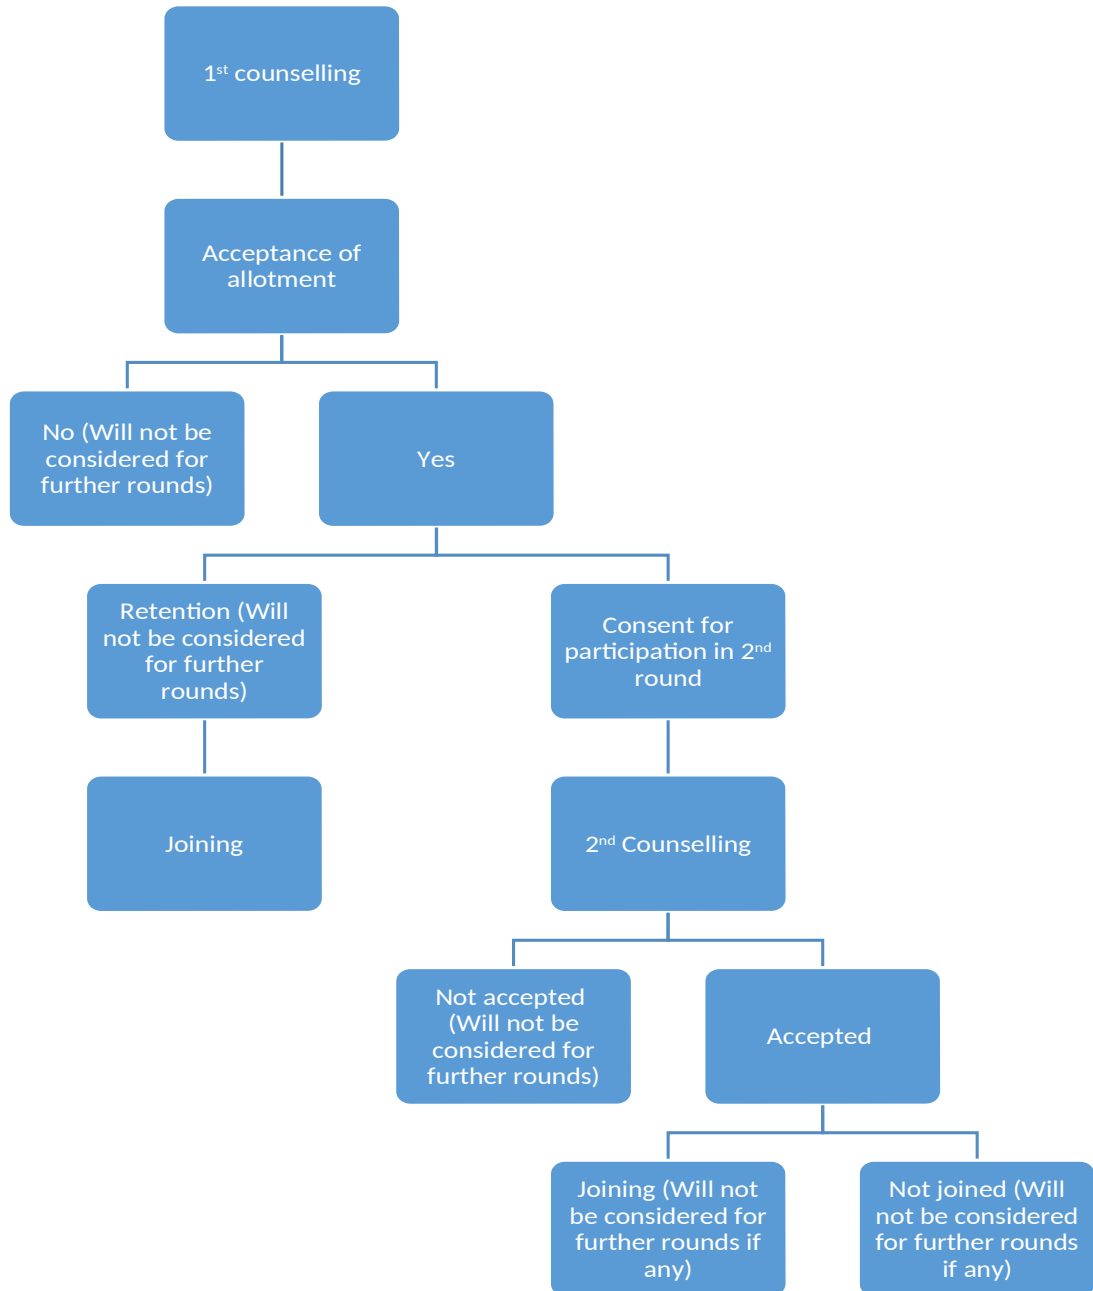 1st counselling
Acceptance of
allotment
No (Will not be
considered for
further rounds)
Yes
Retention (Will
not be considered
for further
rounds)
Consent for
participation in 2nd
round
Joining
2nd Counselling
Not accepted
(Will not be
considered for
further rounds)
Accepted
Joining (Will not
be considered for
further rounds if
any)
Not joined (Will
not be considered
for further rounds
if any)